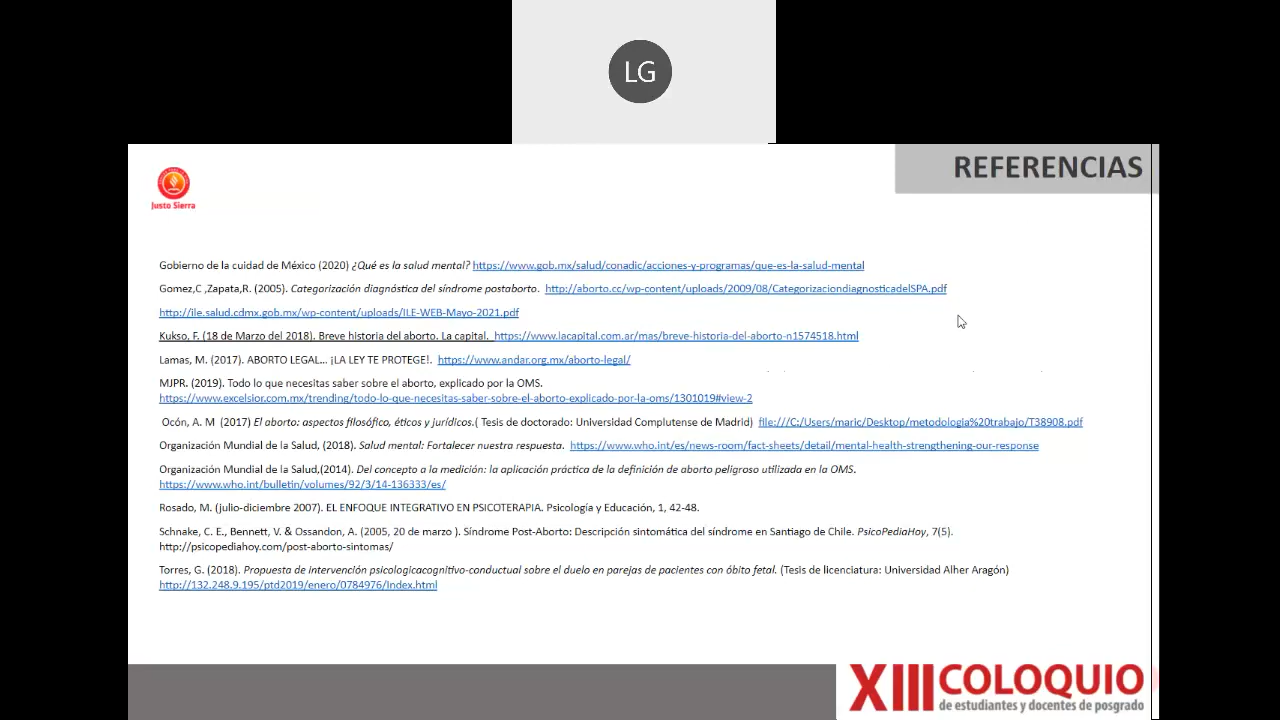 LG
REFERENCIAS
Justo Sierra
Gobierno de la cuidad de México (2020) ¿Qué es la salud mental? https://www.gob.mx/salud/conadic/acciones-y-programas/que-es-la-salud-mental
Gomez,C ,Zapata,R. (2005). Categorización diagnóstica del síndrome postaborto. http://aborto.cc/wp-content/uploads/2009/08/CategorizaciondiagnosticadelSPA.pdf
http://ile.salud.cdmx.gob.mx/wp-content/uploads/ILE-WEB-Mayo-2021.pdf
Kukso, F. (18 de Marzo del 2018). Breve historia del aborto. La capital. https://www.lacapital.com.ar/mas/breve-historia-del-aborto-n1574518.html
Lamas, M. (2017). ABORTO LEGAL... ¡LA LEY TE PROTEGE!. https://www.andar.org.mx/aborto-legal/
MJPR. (2019). Todo lo que necesitas saber sobre el aborto, explicado por la OMS.
https://www.excelsior.com.mx/trending/todo-lo-que-necesitas-saber-sobre-el-aborto-explicado-por-la-oms/1301019#view-2
Ocón, A. M (2017) El aborto: aspectos filosófico, éticos y jurídicos.( Tesis de doctorado: Universidad Complutense de Madrid) file:///C:/Users/maric/Desktop/metodologia%20trabajo/T38908.pdf
Organización Mundial de la Salud, (2018). Salud mental: Fortalecer nuestra respuesta. https://www.who.int/es/news-room/fact-sheets/detail/mental-health-strengthening-our-response
Organización Mundial de la Salud,(2014). Del concepto a la medición: la aplicación práctica de la definición de aborto peligroso utilizada en la OMS.
https://www.who.int/bulletin/volumes/92/3/14-136333/es/
Rosado, M. (julio-diciembre 2007). EL ENFOQUE INTEGRATIVO EN PSICOTERAPIA. Psicología y Educación, 1, 42-48.
Schnake, C. E., Bennett, V. & Ossandon, A. (2005, 20 de marzo ). Síndrome Post-Aborto: Descripción sintomática del síndrome en Santiago de Chile. PsicoPediaHoy, 7(5).
http://psicopediahoy.com/post-aborto-sintomas/
Torres, G. (2018). Propuesta de intervención psicologicacognitivo-conductual sobre el duelo en parejas de pacientes con óbito fetal. (Tesis de licenciatura: Universidad Alher Aragón)
http://132.248.9.195/ptd2019/enero/0784976/Index.html
XIII COLOQUIO
de estudiantes y docentes de posgrado